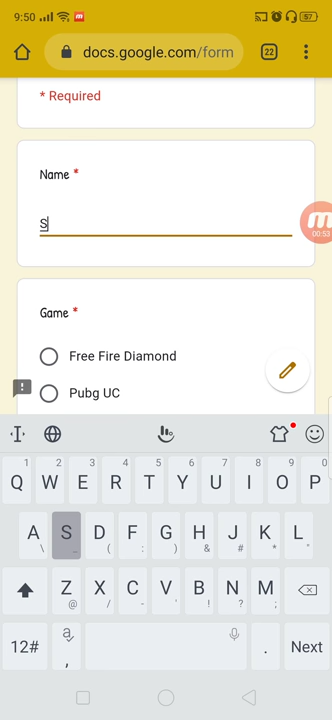 9:50 57
docs.google.com/form 22
* Required
Name *
S
00:53
Game *
Free Fire Diamond
Pubg UC
1 2 3 4 5 6 7 8 9 0
Q W E R T Y U I O P
A S D F G H J K L
\ _ ( : ) & # * "
Z X C V B N M
@ / - ' ! ? ;
12# , . Next